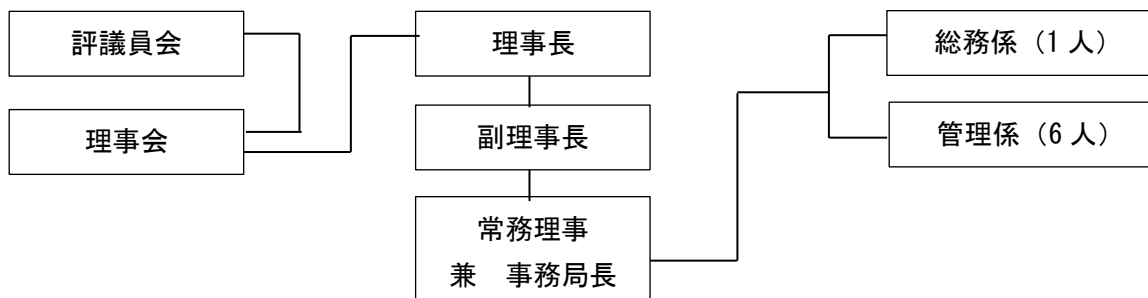 評議員会
理事会
理事長
副理事長
常務理事
兼　事務局長
総務係（1人）
管理係（6人）